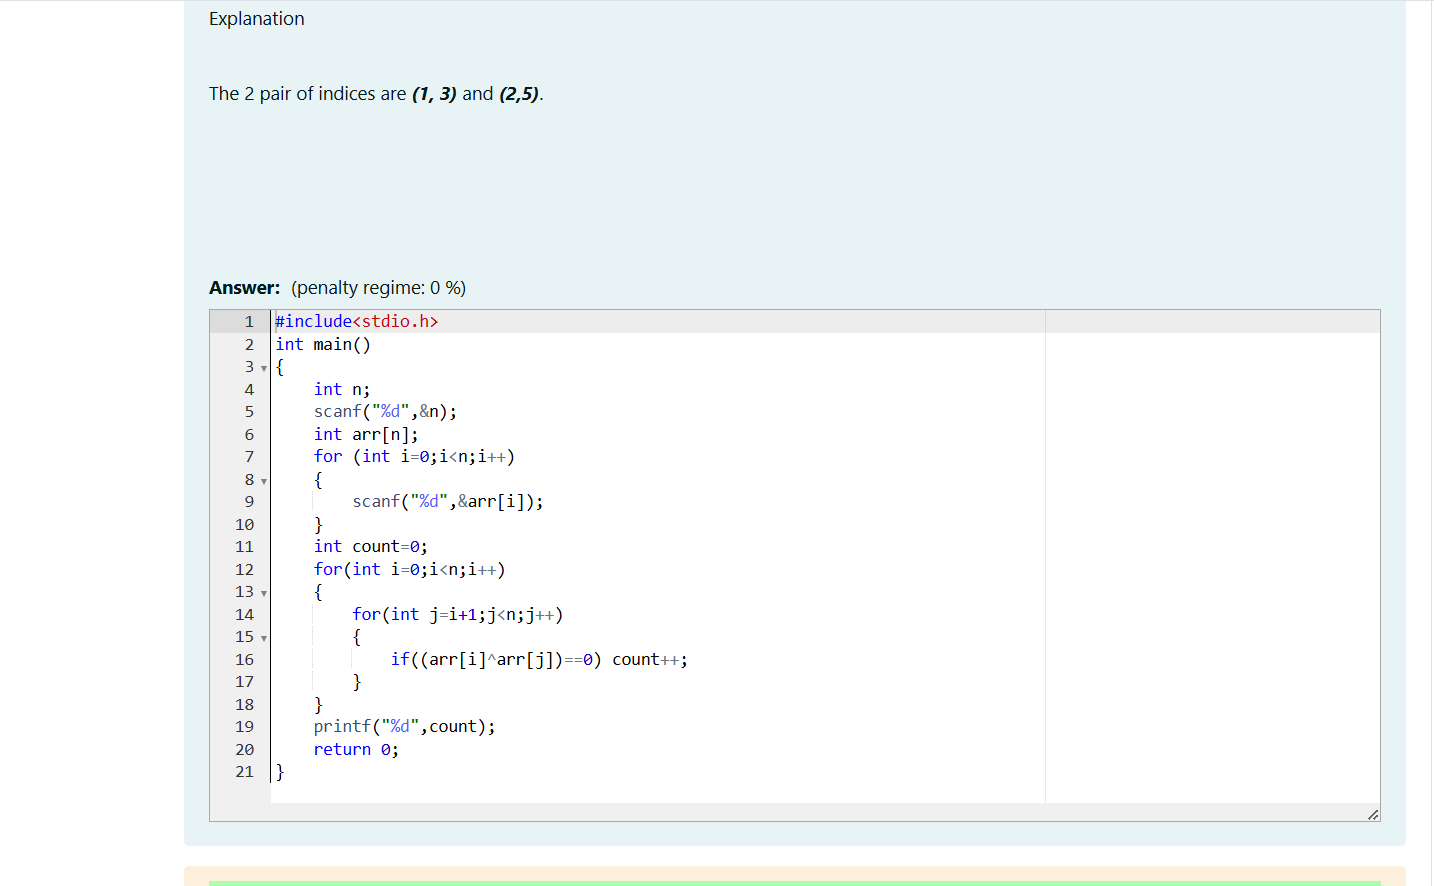 Explanation
The 2 pair of indices are (1, 3) and (2,5).
Answer: (penalty regime: 0 %)
1 #include<stdio.h>
2 int main()
3 {
4 int n;
5 scanf("%d",&n);
6 int arr[n];
7 for (int i=0;i<n;i++)
8 {
9 scanf("%d",&arr[i]);
10 }
11 int count=0;
12 for(int i=0;i<n;i++)
13 {
14 for(int j=i+1;j<n;j++)
15 {
16 if((arr[i]^arr[j])==0) count++;
17 }
18 }
19 printf("%d",count);
20 return 0;
21 }